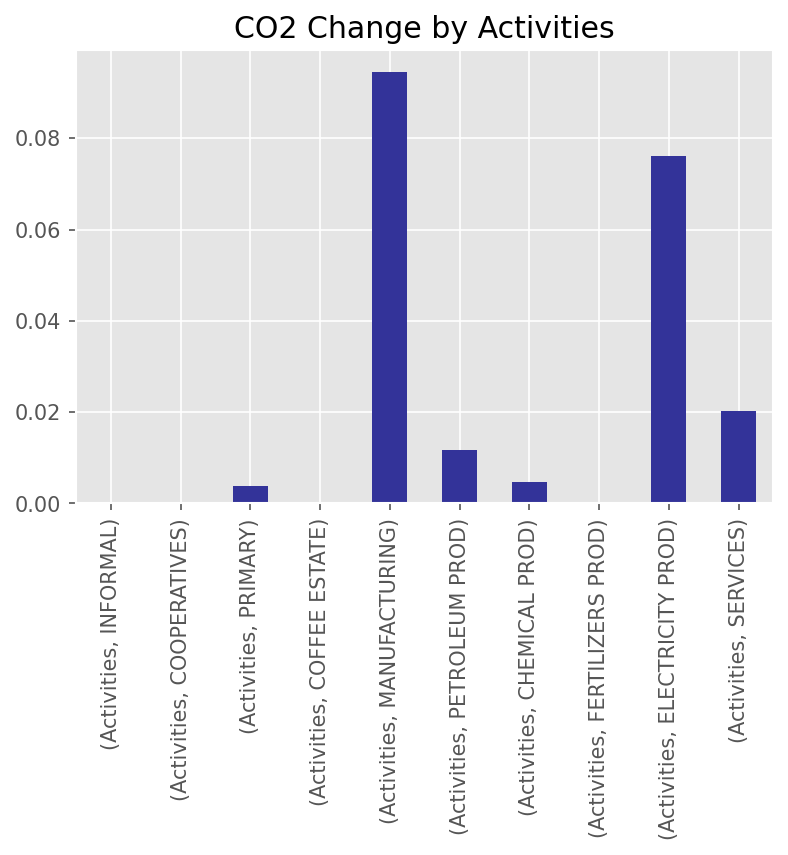 CO2 Change by Activities
0.08
0.06
0.04
0.02
0.00
(Activities, INFORMAL)
(Activities, COOPERATIVES)
(Activities, PRIMARY)
(Activities, COFFEE ESTATE)
(Activities, MANUFACTURING)
(Activities, PETROLEUM PROD)
(Activities, CHEMICAL PROD)
(Activities, FERTILIZERS PROD)
(Activities, ELECTRICITY PROD)
(Activities, SERVICES)